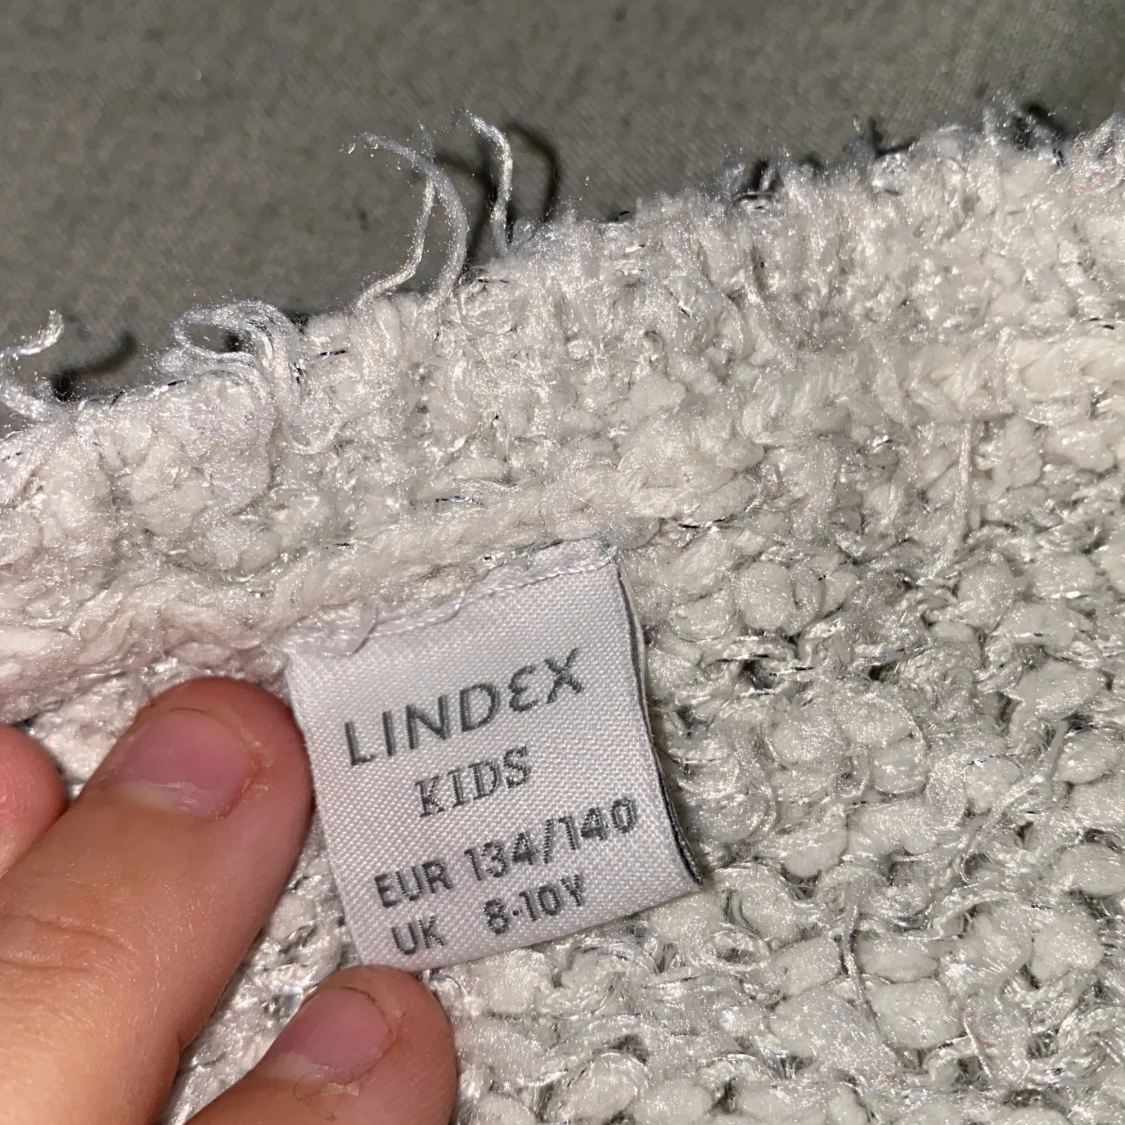 LINDEX
KIDS
EUR 134/140
UK 8-10Y